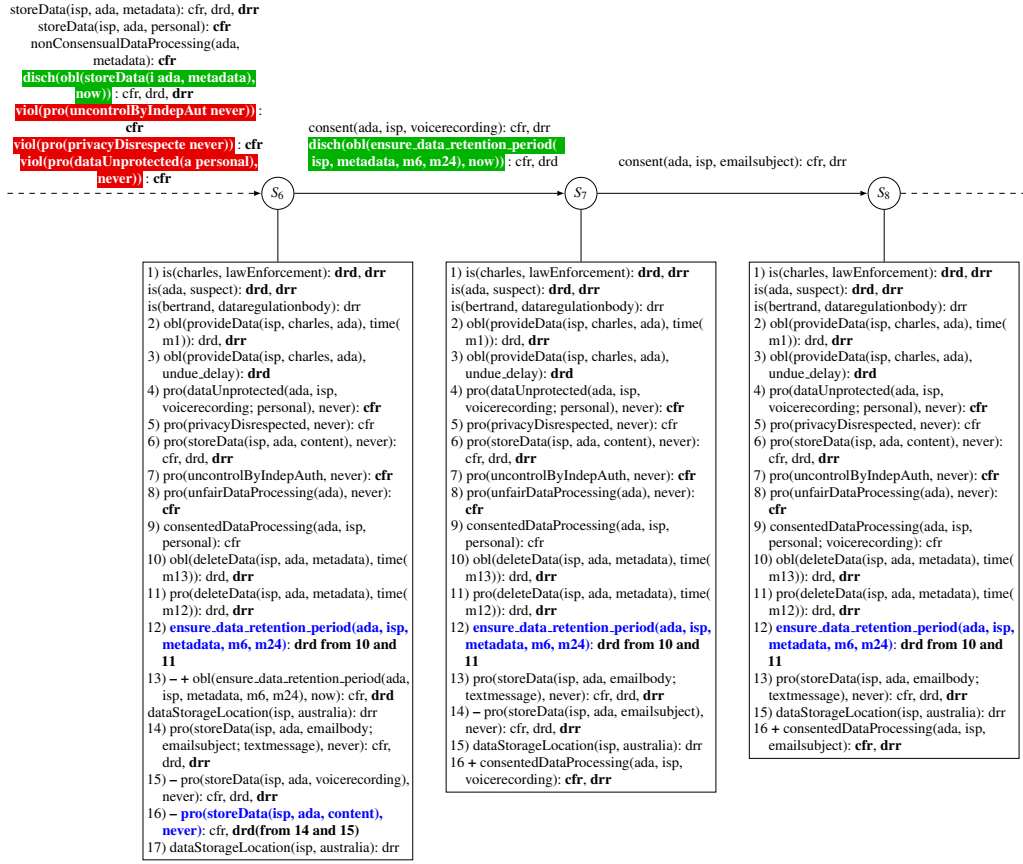 storeData(isp, ada, metadata): cfr, drd, drr
storeData(isp, ada, personal): cfr
nonConsensualDataProcessing(ada,
metadata): cfr
disch(obl(storeData(i ada, metadata),
now)) : cfr, drd, drr
viol(pro(uncontrolByIndepAut never)) :
cfr
viol(pro(privacyDisrespecte never)) : cfr
viol(pro(dataUnprotected(a personal),
never)) : cfr
consent(ada, isp, voicerecording): cfr, drr
disch(obl(ensure_data_retention_period(
isp, metadata, m6, m24), now)) : cfr, drd
consent(ada, isp, emailsubject): cfr, drr
S6
S7
S8
1) is(charles, lawEnforcement): drd, drr
is(ada, suspect): drd, drr
is(bertrand, dataregulationbody): drr
2) obl(provideData(isp, charles, ada), time(
m1)): drd, drr
3) obl(provideData(isp, charles, ada),
undue_delay): drd
4) pro(dataUnprotected(ada, isp,
voicerecording; personal), never): cfr
5) pro(privacyDisrespected, never): cfr
6) pro(storeData(isp, ada, content), never):
cfr, drd, drr
7) pro(uncontrolByIndepAuth, never): cfr
8) pro(unfairDataProcessing(ada), never):
cfr
9) consentedDataProcessing(ada, isp,
personal): cfr
10) obl(deleteData(isp, ada, metadata), time(
m13)): drd, drr
11) pro(deleteData(isp, ada, metadata), time(
m12)): drd, drr
12) ensure_data_retention_period(ada, isp,
metadata, m6, m24): drd from 10 and
11
13) – + obl(ensure_data_retention_period(ada,
isp, metadata, m6, m24), now): cfr, drd
dataStorageLocation(isp, australia): drr
14) pro(storeData(isp, ada, emailbody;
emailsubject; textmessage), never): cfr,
drd, drr
15) – pro(storeData(isp, ada, voicerecording),
never): cfr, drd, drr
16) – pro(storeData(isp, ada, content),
never): cfr, drd(from 14 and 15)
17) dataStorageLocation(isp, australia): drr
1) is(charles, lawEnforcement): drd, drr
is(ada, suspect): drd, drr
is(bertrand, dataregulationbody): drr
2) obl(provideData(isp, charles, ada), time(
m1)): drd, drr
3) obl(provideData(isp, charles, ada),
undue_delay): drd
4) pro(dataUnprotected(ada, isp,
voicerecording; personal), never): cfr
5) pro(privacyDisrespected, never): cfr
6) pro(storeData(isp, ada, content), never):
cfr, drd, drr
7) pro(uncontrolByIndepAuth, never): cfr
8) pro(unfairDataProcessing(ada), never):
cfr
9) consentedDataProcessing(ada, isp,
personal): cfr
10) obl(deleteData(isp, ada, metadata), time(
m13)): drd, drr
11) pro(deleteData(isp, ada, metadata), time(
m12)): drd, drr
12) ensure_data_retention_period(ada, isp,
metadata, m6, m24): drd from 10 and
11
13) pro(storeData(isp, ada, emailbody;
textmessage), never): cfr, drd, drr
14) – pro(storeData(isp, ada, emailsubject),
never): cfr, drd, drr
15) dataStorageLocation(isp, australia): drr
16 + consentedDataProcessing(ada, isp,
voicerecording): cfr, drr
1) is(charles, lawEnforcement): drd, drr
is(ada, suspect): drd, drr
is(bertrand, dataregulationbody): drr
2) obl(provideData(isp, charles, ada), time(
m1)): drd, drr
3) obl(provideData(isp, charles, ada),
undue_delay): drd
4) pro(dataUnprotected(ada, isp,
voicerecording; personal), never): cfr
5) pro(privacyDisrespected, never): cfr
6) pro(storeData(isp, ada, content), never):
cfr, drd, drr
7) pro(uncontrolByIndepAuth, never): cfr
8) pro(unfairDataProcessing(ada), never):
cfr
9) consentedDataProcessing(ada, isp,
personal; voicerecording): cfr
10) obl(deleteData(isp, ada, metadata), time(
m13)): drd, drr
11) pro(deleteData(isp, ada, metadata), time(
m12)): drd, drr
12) ensure_data_retention_period(ada, isp,
metadata, m6, m24): drd from 10 and
11
13) pro(storeData(isp, ada, emailbody;
textmessage), never): cfr, drd, drr
15) dataStorageLocation(isp, australia): drr
16 + consentedDataProcessing(ada, isp,
emailsubject): cfr, drr